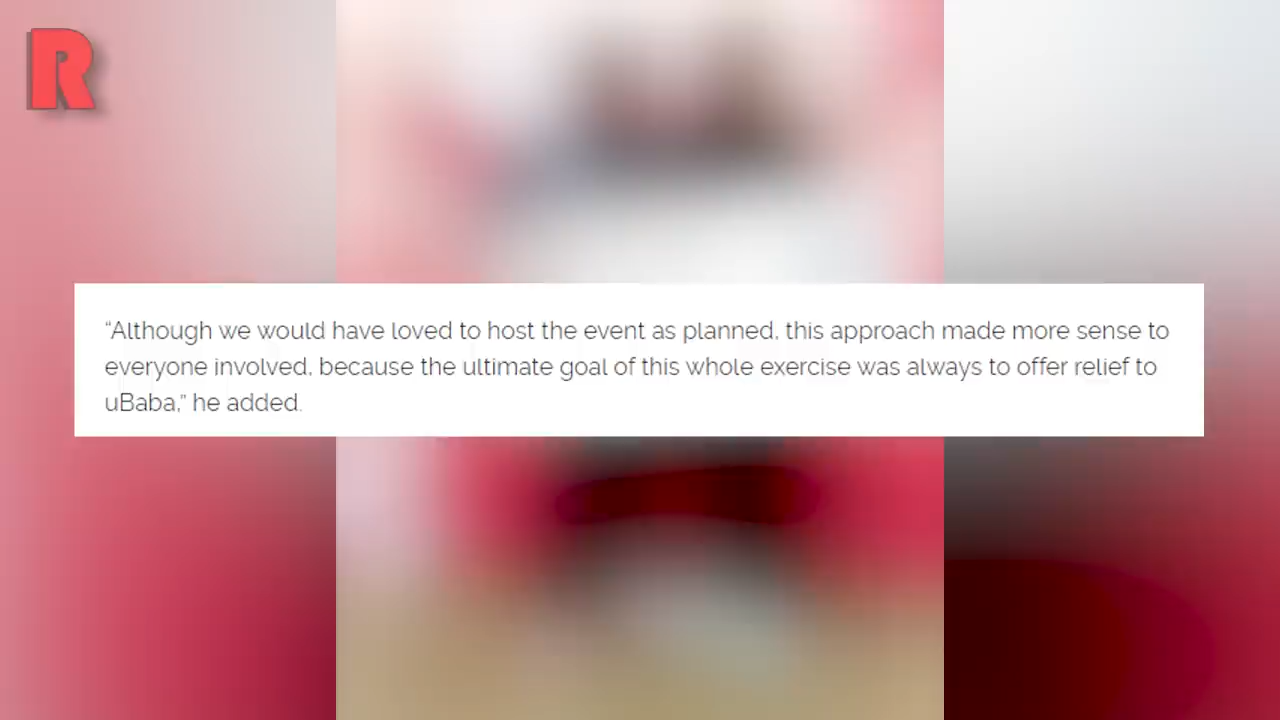 R
“Although we would have loved to host the event as planned, this approach made more sense to
everyone involved, because the ultimate goal of this whole exercise was always to offer relief to
uBaba,” he added.